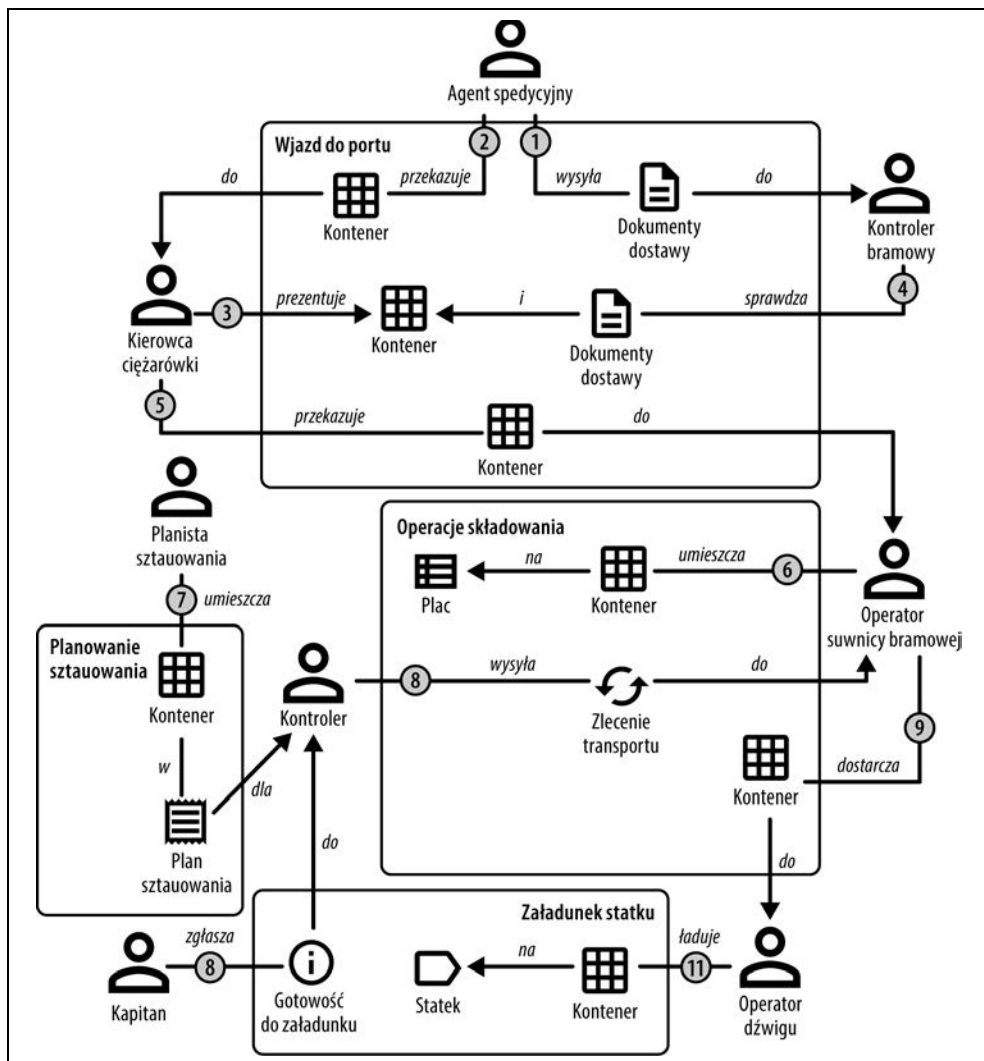 Agent spedycyjny
Wjazd do portu
2
1
do
przekazuje
wysyła
do
Kontener
Dokumenty
dostawy
Kontroler
bramowy
3
prezentuje
i
sprawdza
4
Kierowca
ciężarówki
Kontener
Dokumenty
dostawy
5
przekazuje
do
Kontener
Planista
sztauowania
Operacje składowania
na
umieszcza
6
Plac
Kontener
Operator
suwnicy bramowej
7
umieszcza
Planowanie
sztauowania
Kontener
Kontroler
8
wysyła
do
Zlecenie
transportu
9
w
dla
dostarcza
Kontener
Plan
sztauowania
do
do
Załadunek statku
zgłasza
8
na
ładuje
11
Kapitan
Gotowość
do załadunku
Statek
Kontener
Operator
dźwigu